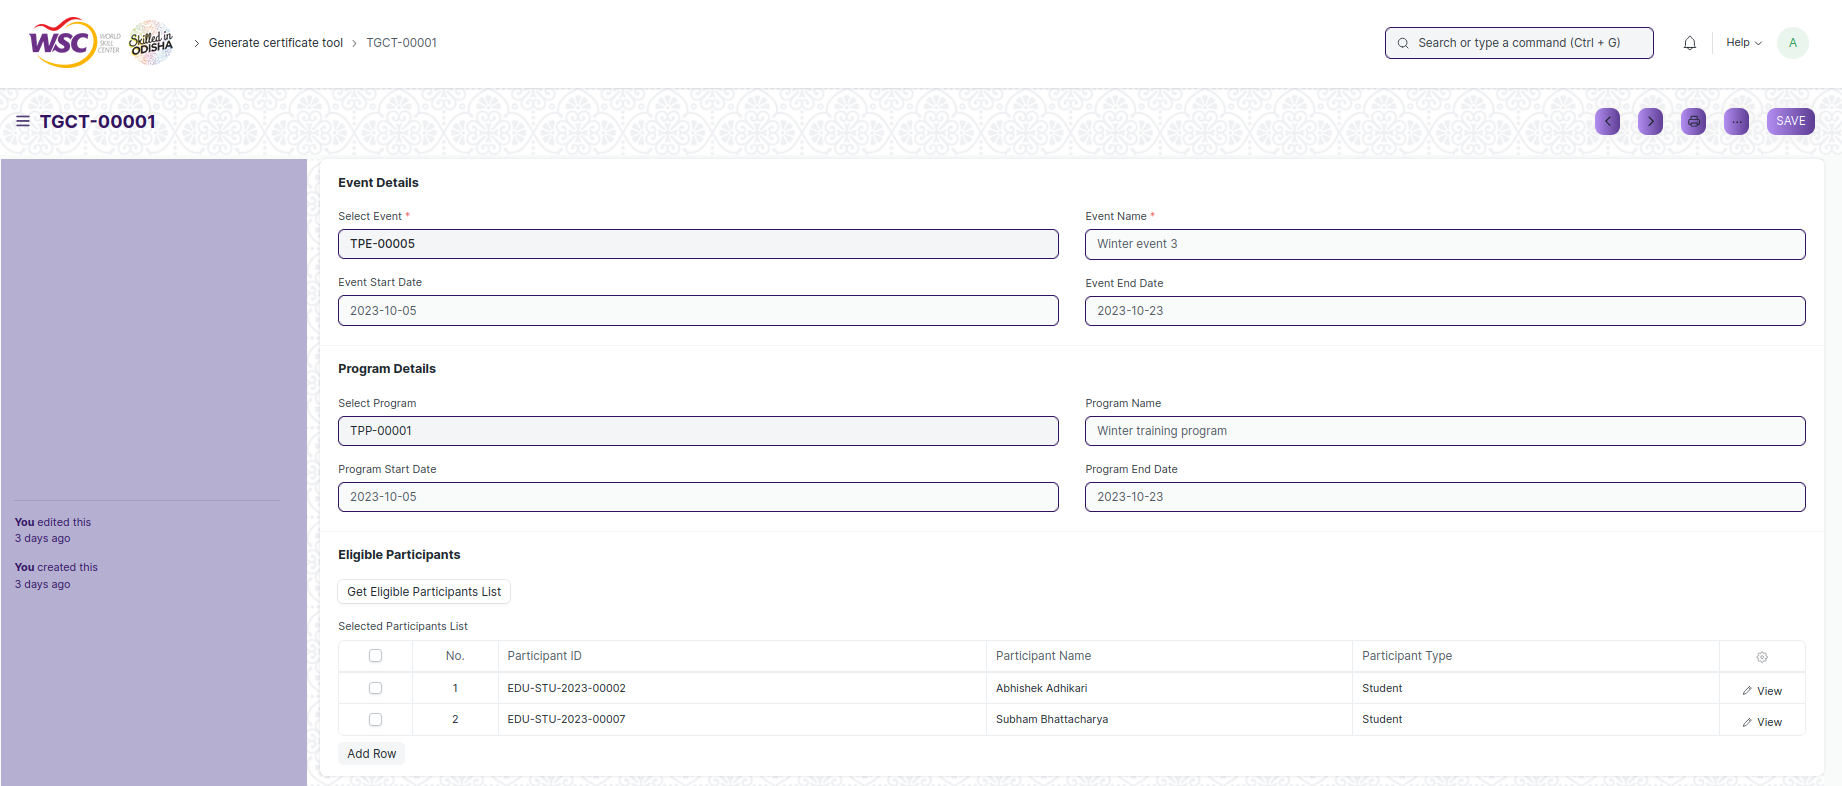 WSC WORLD SKILL CENTER Skilled in ODISHA Generate certificate tool TGCT-00001 Search or type a command (Ctrl + G) Help A
TGCT-00001 ... SAVE
Event Details
Select Event * Event Name *
TPE-00005 Winter event 3
Event Start Date Event End Date
2023-10-05 2023-10-23
Program Details
Select Program Program Name
TPP-00001 Winter training program
Program Start Date Program End Date
2023-10-05 2023-10-23
You edited this
3 days ago
You created this
3 days ago
Eligible Participants
Get Eligible Participants List
Selected Participants List
No. Participant ID Participant Name Participant Type
1 EDU-STU-2023-00002 Abhishek Adhikari Student View
2 EDU-STU-2023-00007 Subham Bhattacharya Student View
Add Row